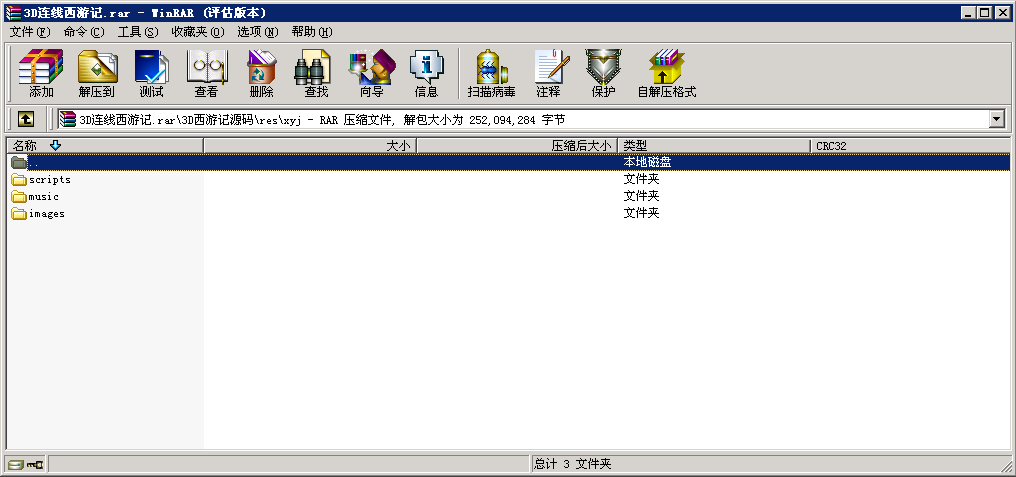 3D连线西游记.rar - WinRAR (评估版本)
文件(F) 命令(C) 工具(S) 收藏夹(O) 选项(N) 帮助(H)
添加 解压到 测试 查看 删除 查找 向导 信息 扫描病毒 注释 保护 自解压格式
3D连线西游记.rar\3D西游记源码\res\xyj - RAR 压缩文件, 解包大小为 252,094,284 字节
名称 大小 压缩后大小 类型 CRC32
.. 本地磁盘
scripts 文件夹
music 文件夹
images 文件夹
总计 3 文件夹